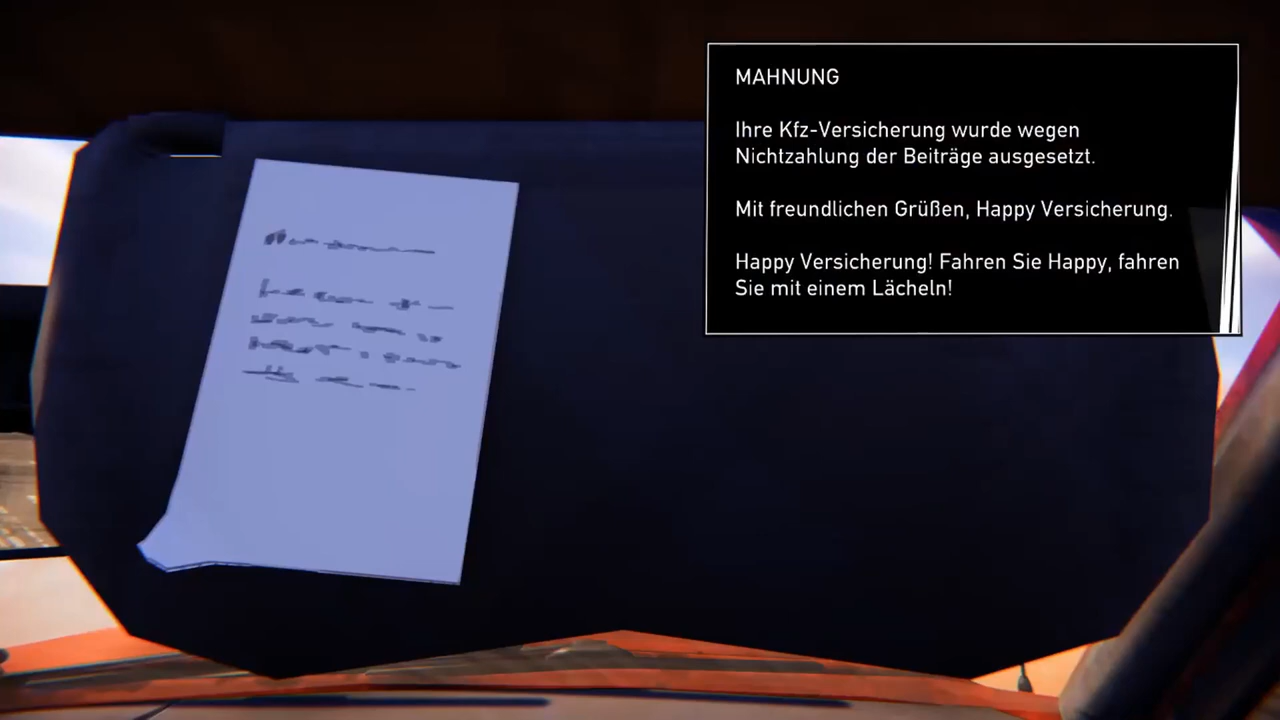 MAHNUNG
Ihre Kfz-Versicherung wurde wegen
Nichtzahlung der Beiträge ausgesetzt.
Mit freundlichen Grüßen, Happy Versicherung.
Happy Versicherung! Fahren Sie Happy, fahren
Sie mit einem Lächeln!